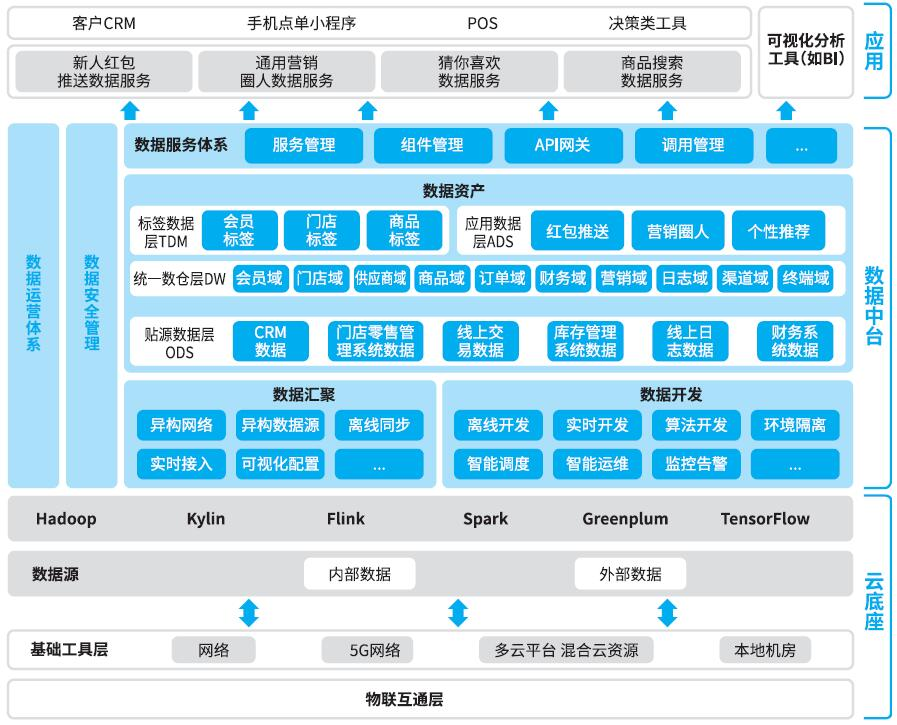 客户CRM
手机点单小程序
POS
决策类工具
新人红包
推送数据服务
通用营销
圈人数据服务
猜你喜欢
数据服务
商品搜索
数据服务
可视化分析
工具(如BI)
应用
数据运营体系
数据安全管理
数据服务体系
服务管理
组件管理
API网关
调用管理
...
数据资产
标签数据
层TDM
会员
标签
门店
标签
商品
标签
应用数据
层ADS
红包推送
营销圈人
个性推荐
统一数仓层DW
会员域
门店域
供应商域
商品域
订单域
财务域
营销域
日志域
渠道域
终端域
贴源数据层
ODS
CRM
数据
门店零售管
理系统数据
线上交
易数据
库存管理
系统数据
线上日
志数据
财务系
统数据
数据汇聚
异构网络
异构数据源
离线同步
实时接入
可视化配置
...
数据开发
离线开发
实时开发
算法开发
环境隔离
智能调度
智能运维
监控告警
...
数据中台
Hadoop
Kylin
Flink
Spark
Greenplum
TensorFlow
数据源
内部数据
外部数据
基础工具层
网络
5G网络
多云平台 混合云资源
本地机房
物联互通层
云底座